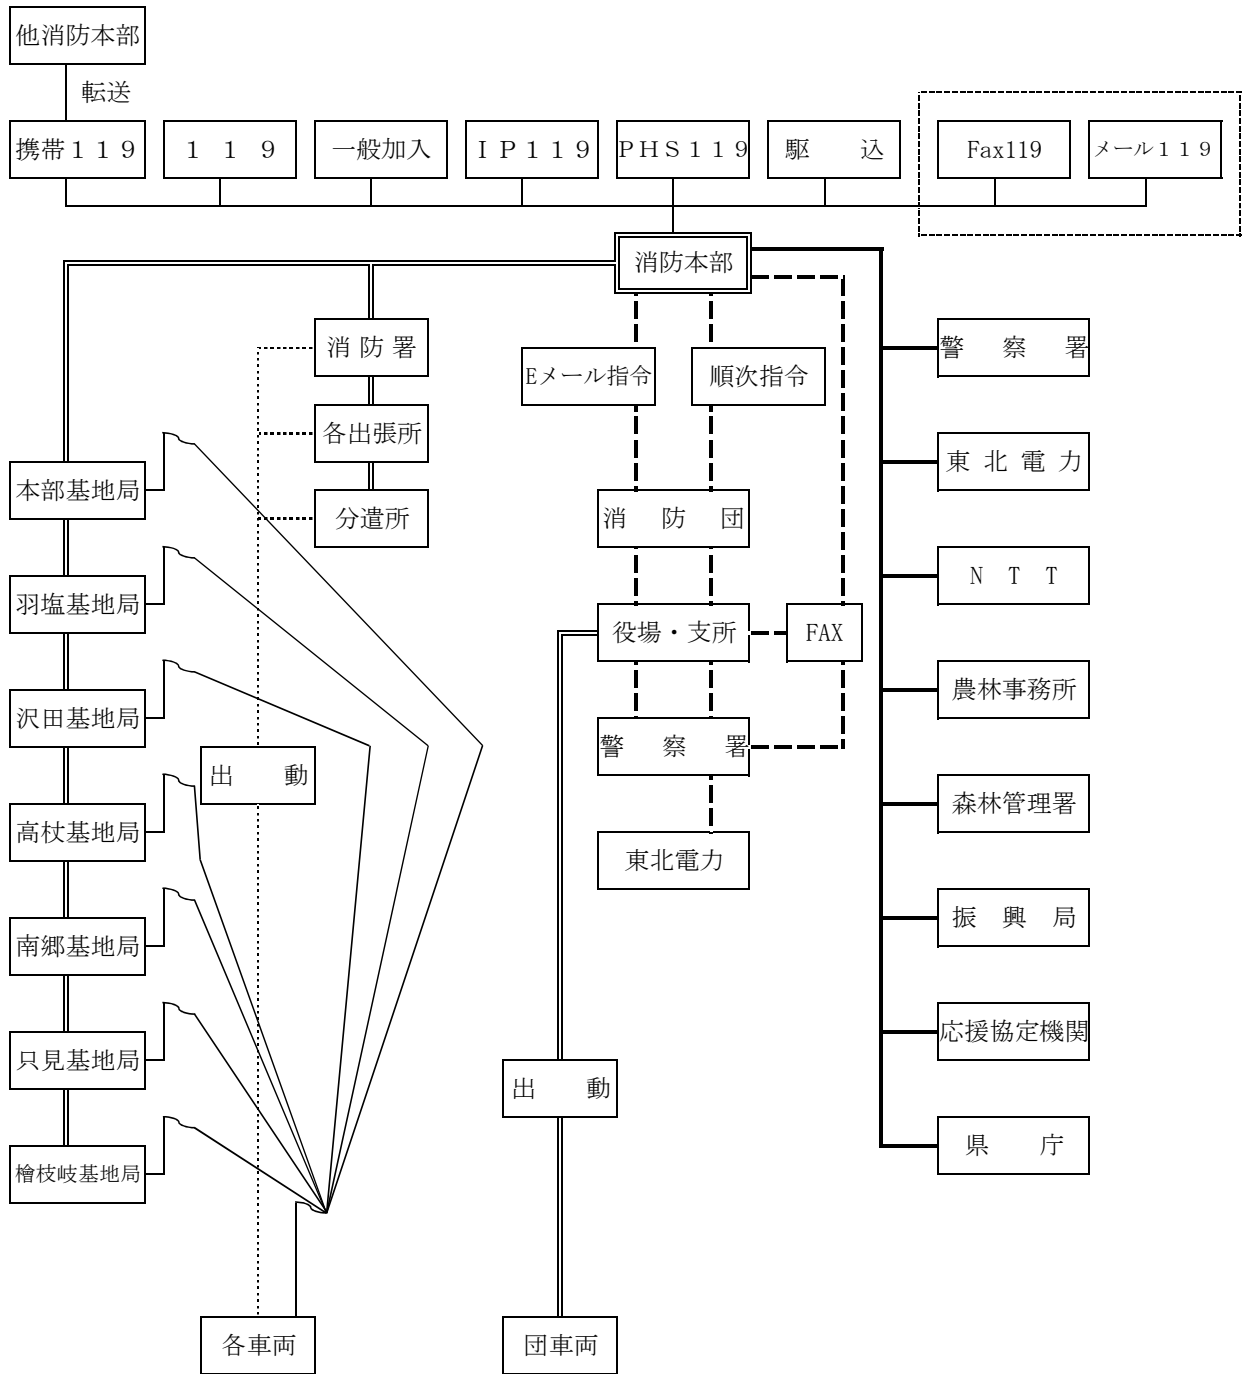 他消防本部
転送
携帯１１９
１ １ ９
一般加入
ＩＰ１１９
ＰＨＳ１１９
駆 込
Fax119
メール１１９
消防本部
消 防 署
各出張所
分遣所
Eメール指令
順次指令
消 防 団
役場・支所
FAX
警 察 署
東北電力
本部基地局
羽塩基地局
沢田基地局
高杖基地局
南郷基地局
只見基地局
檜枝岐基地局
出 動
各車両
出 動
団車両
警 察 署
東 北 電 力
Ｎ Ｔ Ｔ
農林事務所
森林管理署
振 興 局
応援協定機関
県 庁